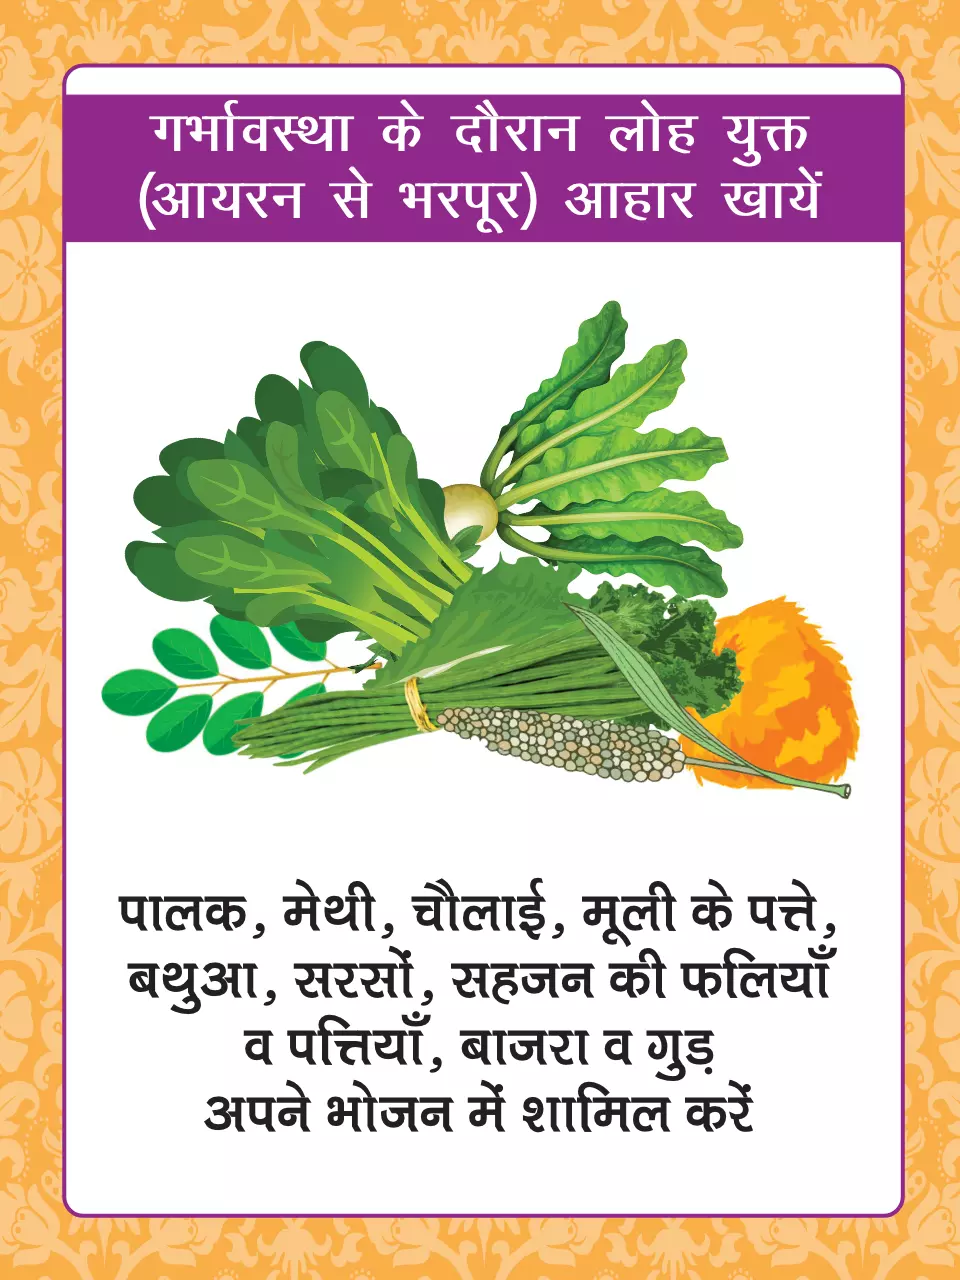 गर्भावस्था के दौरान लोह युक्त
(आयरन से भरपूर) आहार खायें
पालक, मेथी, चौलाई, मूली के पत्ते,
बथुआ, सरसों, सहजन की फलियाँ
व पत्तियाँ, बाजरा व गुड़
अपने भोजन में शामिल करें